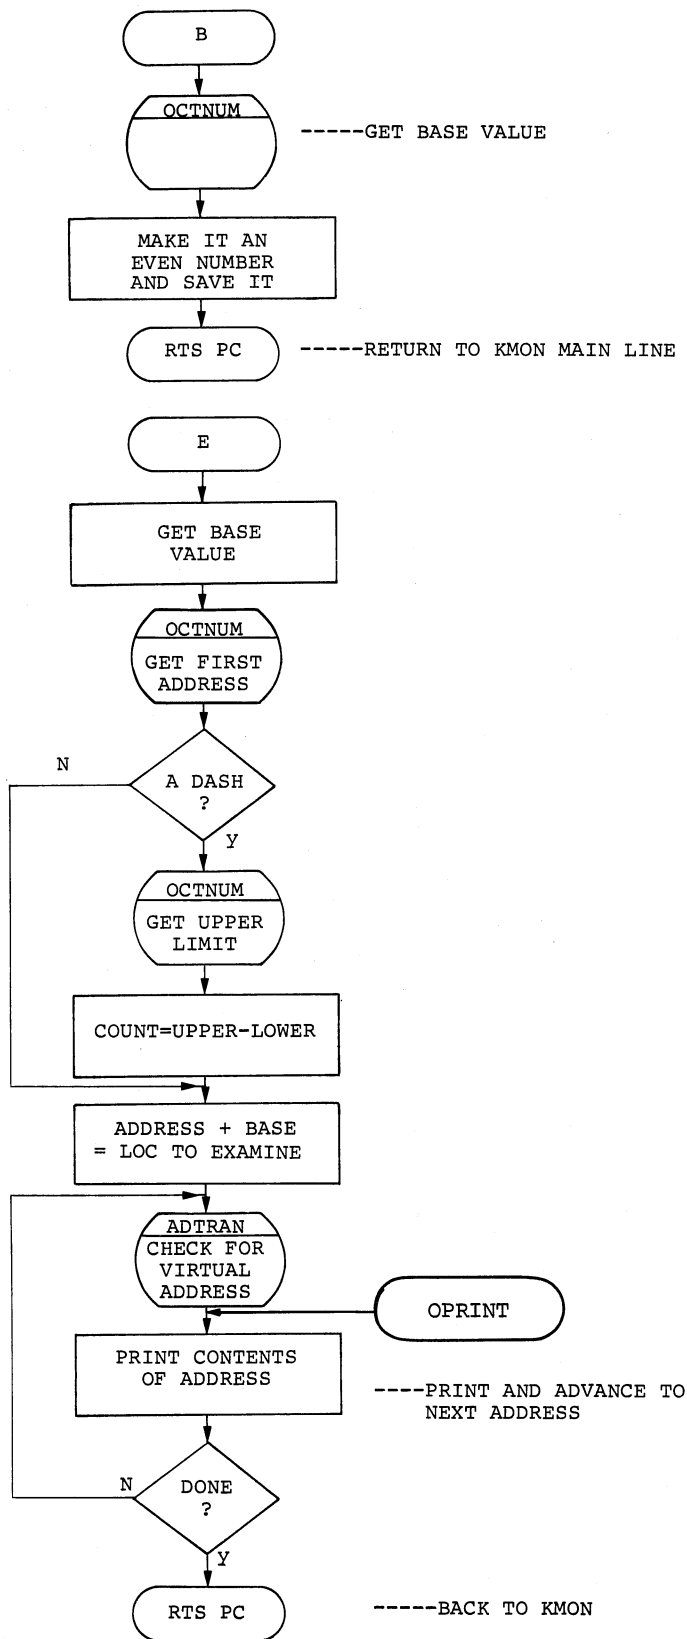 B
OCTNUM
-----GET BASE VALUE
MAKE IT AN
EVEN NUMBER
AND SAVE IT
RTS PC
-----RETURN TO KMON MAIN LINE
E
GET BASE
VALUE
OCTNUM
GET FIRST
ADDRESS
N
A DASH
?
Y
OCTNUM
GET UPPER
LIMIT
COUNT=UPPER-LOWER
ADDRESS + BASE
= LOC TO EXAMINE
ADTRAN
CHECK FOR
VIRTUAL
ADDRESS
OPRINT
PRINT CONTENTS
OF ADDRESS
----PRINT AND ADVANCE TO
NEXT ADDRESS
N
DONE
?
Y
RTS PC
-----BACK TO KMON